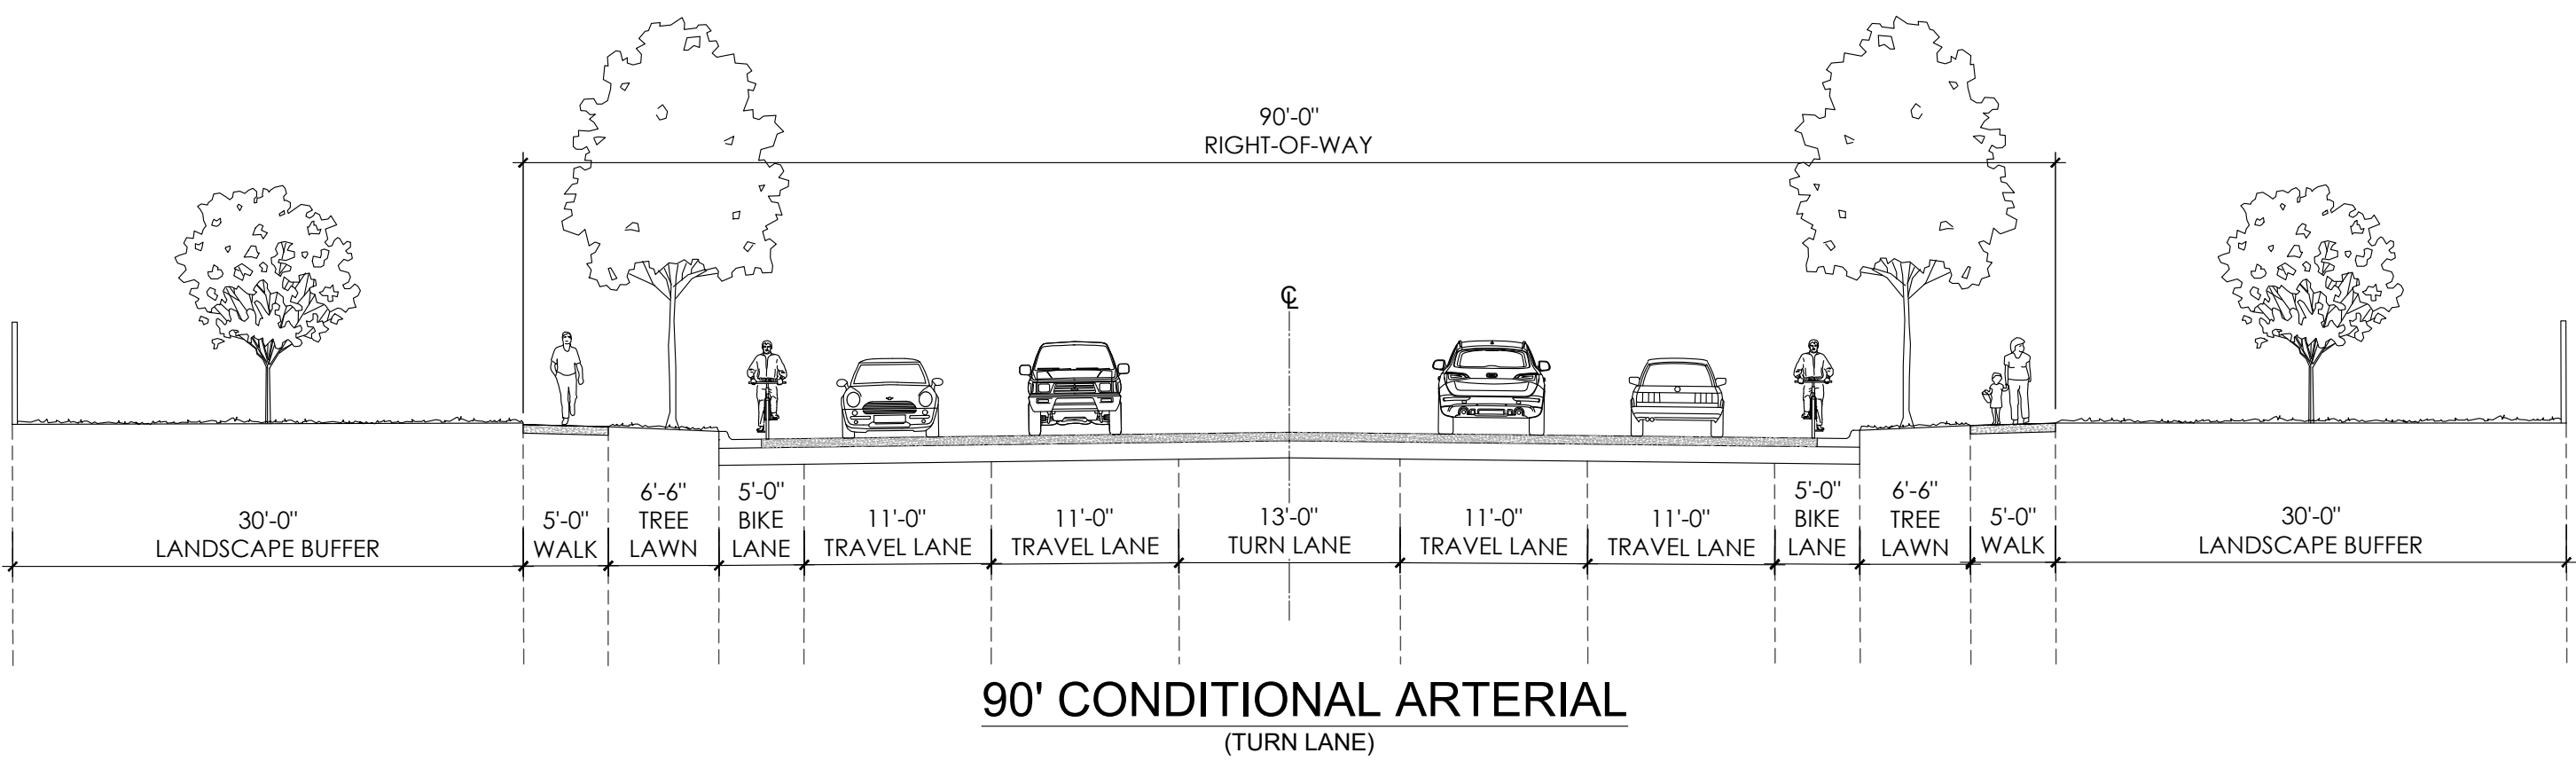 90'-0"
RIGHT-OF-WAY
℄
30'-0"
LANDSCAPE BUFFER
5'-0"
WALK
6'-6"
TREE
LAWN
5'-0"
BIKE
LANE
11'-0"
TRAVEL LANE
11'-0"
TRAVEL LANE
13'-0"
TURN LANE
11'-0"
TRAVEL LANE
11'-0"
TRAVEL LANE
5'-0"
BIKE
LANE
6'-6"
TREE
LAWN
5'-0"
WALK
30'-0"
LANDSCAPE BUFFER
90' CONDITIONAL ARTERIAL
(TURN LANE)